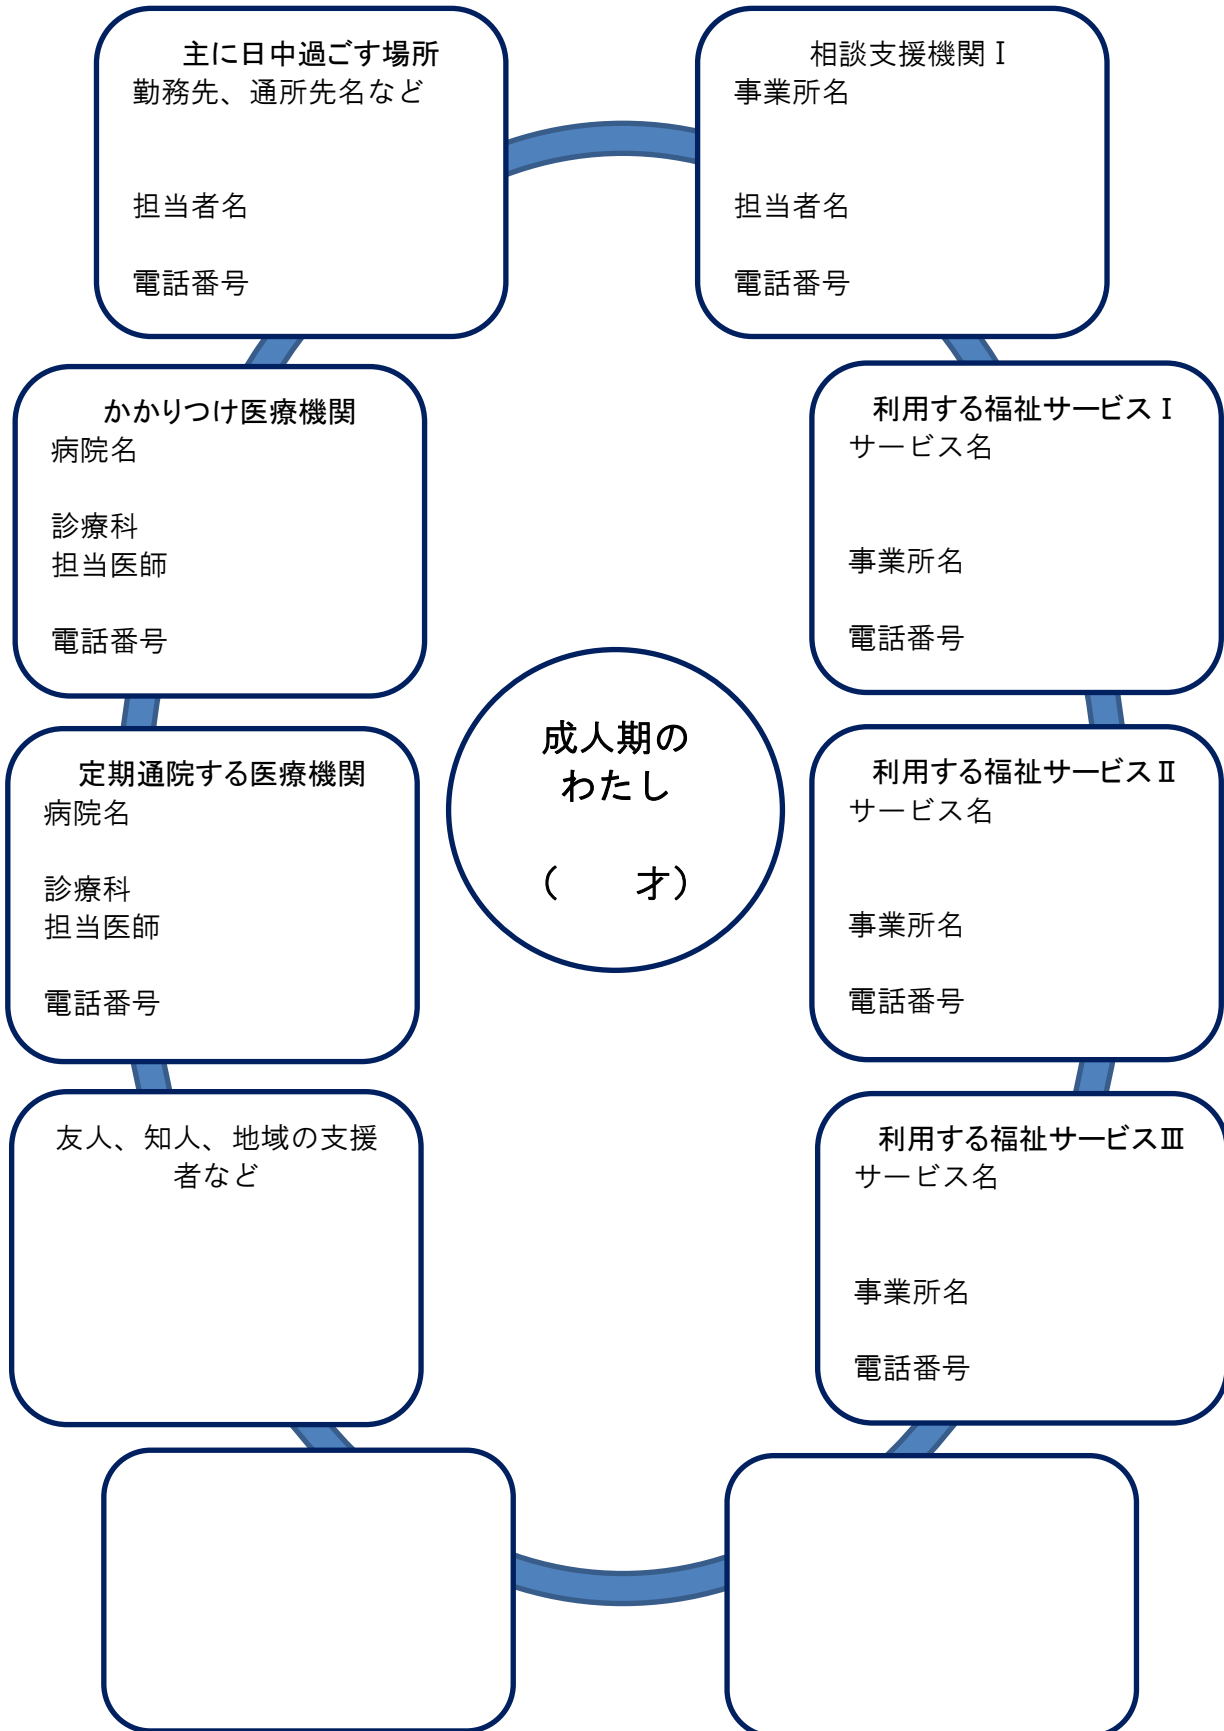 主に日中過ごす場所
勤務先、通所先名など
担当者名
電話番号
相談支援機関Ⅰ
事業所名
担当者名
電話番号
かかりつけ医療機関
病院名
診療科
担当医師
電話番号
利用する福祉サービスⅠ
サービス名
事業所名
電話番号
成人期の
わたし
（　　才）
定期通院する医療機関
病院名
診療科
担当医師
電話番号
利用する福祉サービスⅡ
サービス名
事業所名
電話番号
友人、知人、地域の支援
者など
利用する福祉サービスⅢ
サービス名
事業所名
電話番号